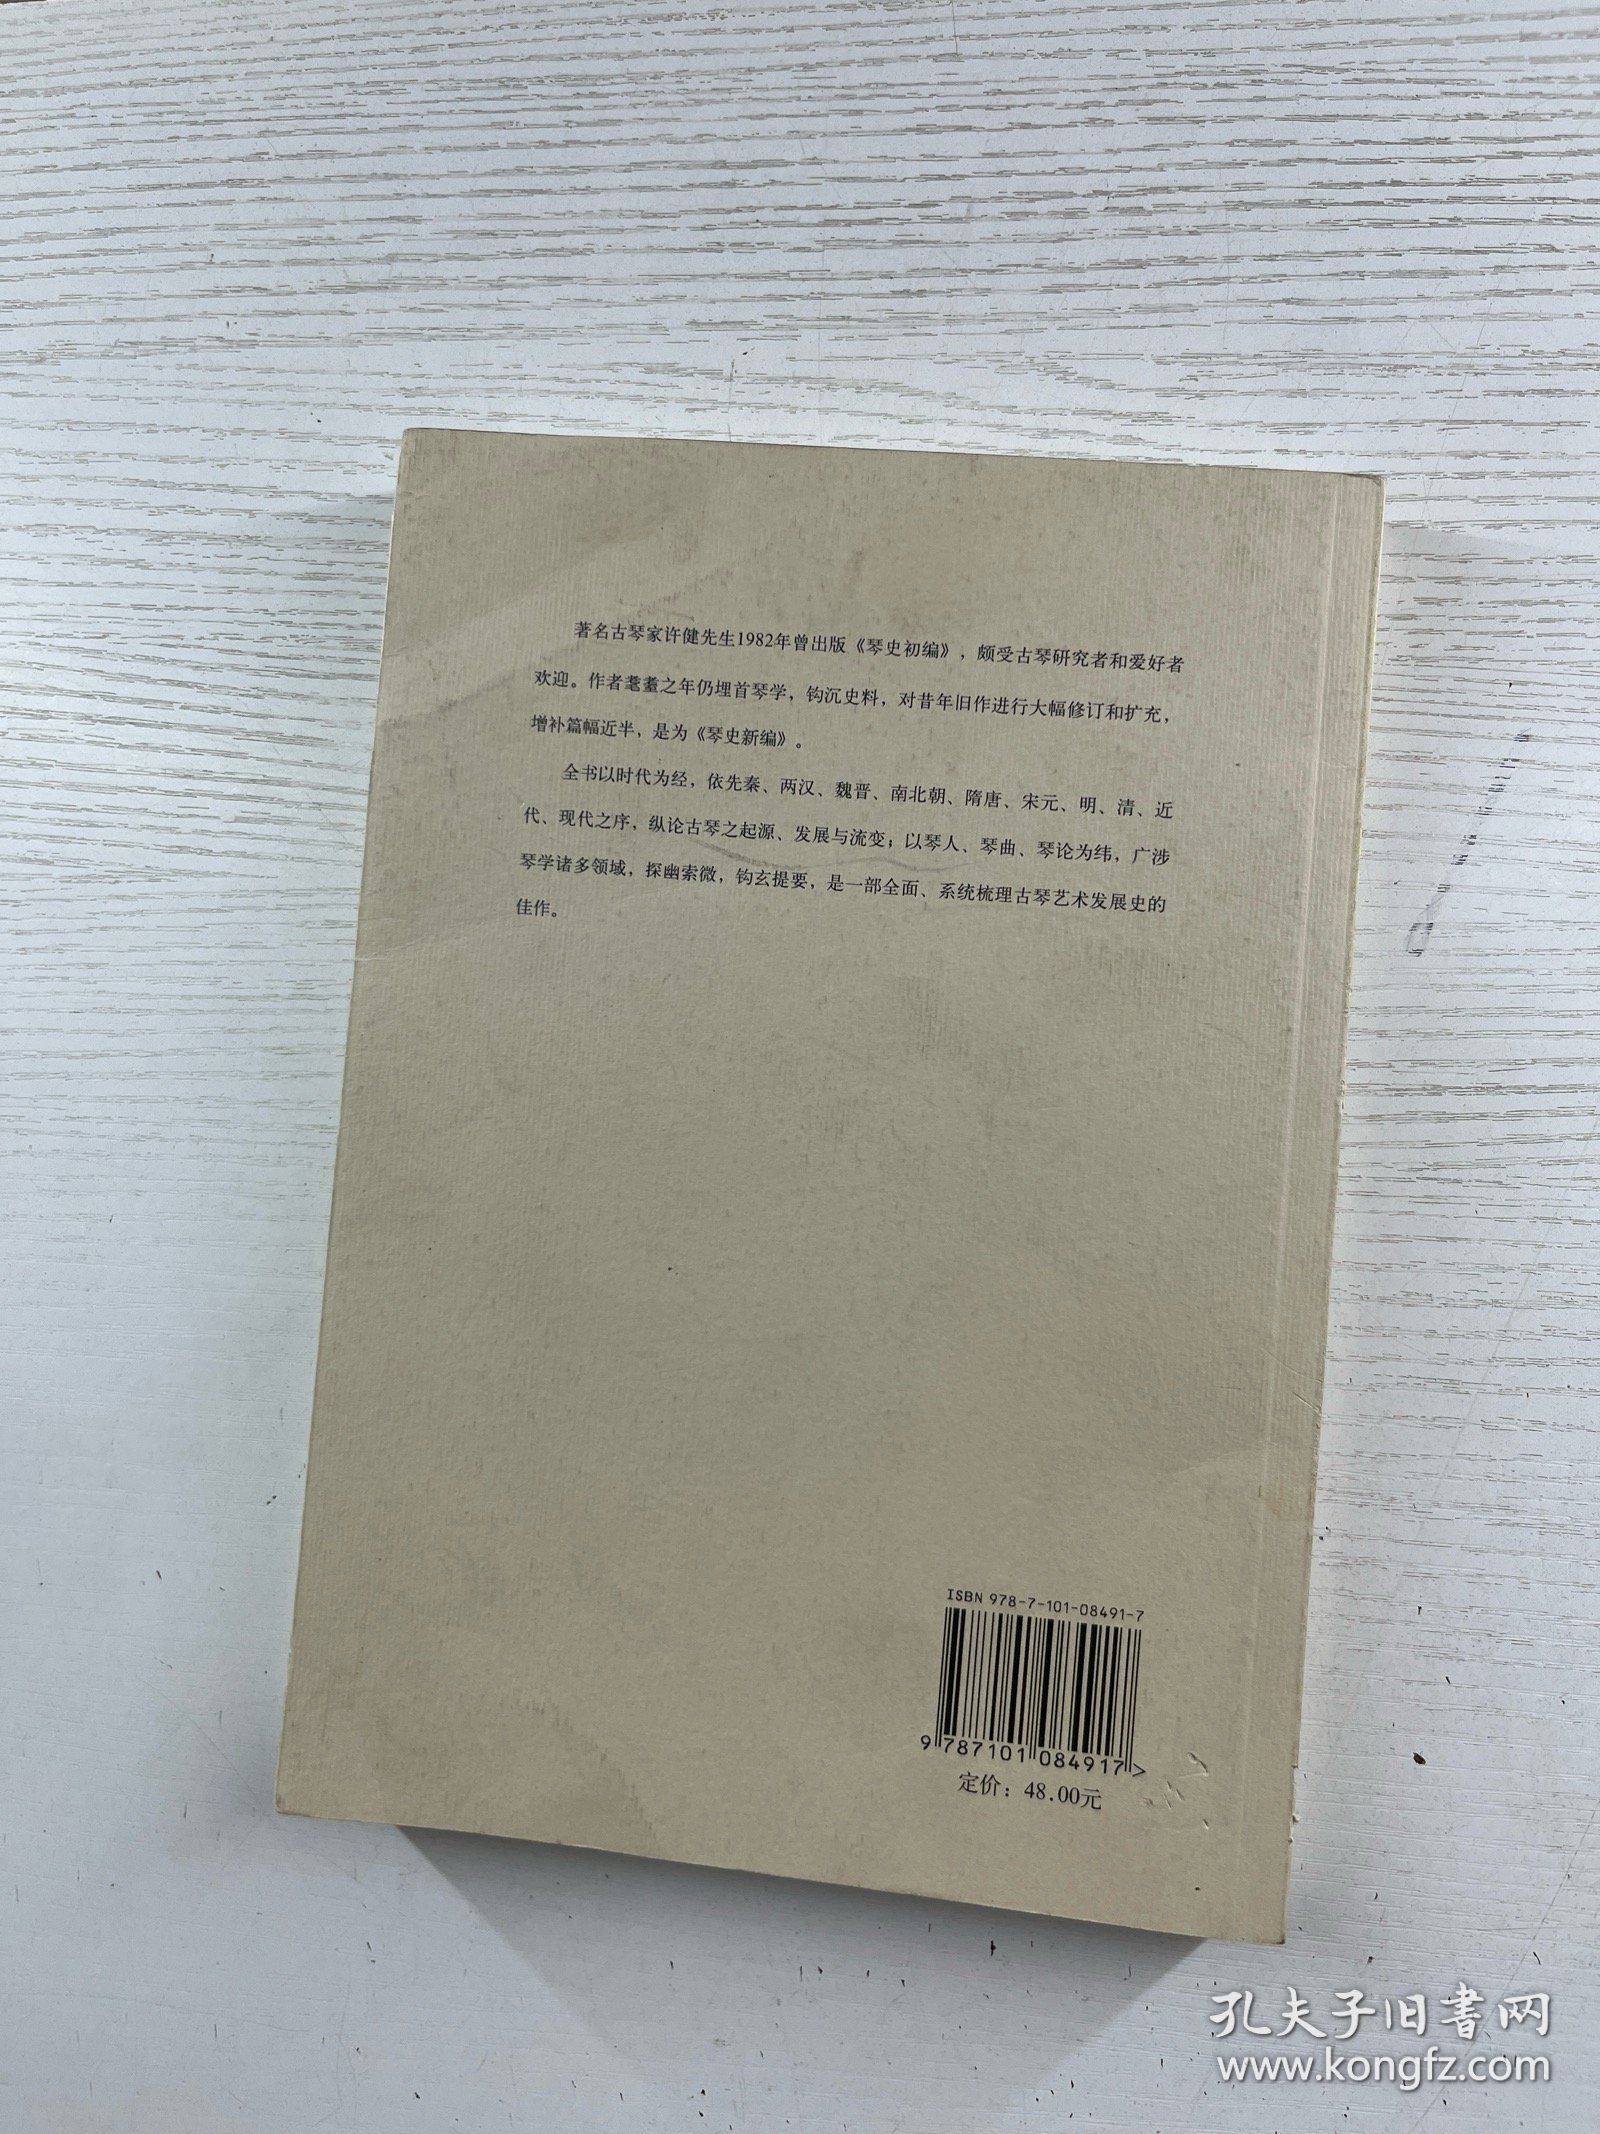 著名古琴家许健先生1982年曾出版《琴史初编》，颇受古琴研究者和爱好者
欢迎。作者耄耋之年仍埋首琴学，钩沉史料，对昔年旧作进行大幅修订和扩充，
增补篇幅近半，是为《琴史新编》。
全书以时代为经，依先秦、两汉、魏晋、南北朝、隋唐、宋元、明、清、近
代、现代之序，纵论古琴之起源、发展与流变；以琴人、琴曲、琴论为纬，广涉
琴学诸多领域，探幽索微，钩玄提要，是一部全面、系统梳理古琴艺术发展史的
佳作。
ISBN 978-7-101-08491-7
9 787101 084917 >
定价：48.00元
孔夫子旧书网
www.kongfz.com